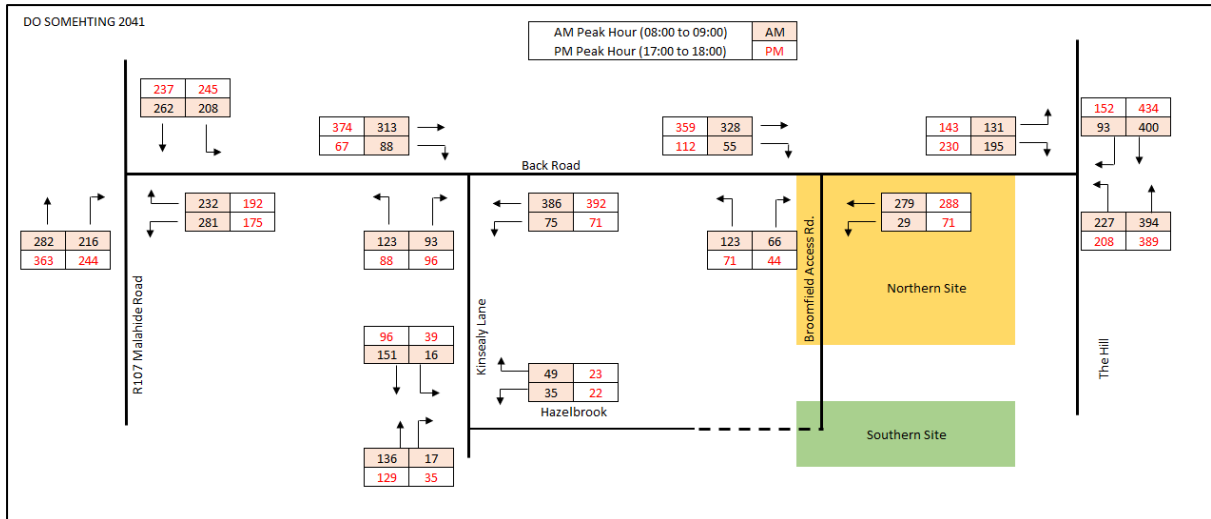 DO SOMEHTING 2041
AM Peak Hour (08:00 to 09:00) AM
PM Peak Hour (17:00 to 18:00) PM
237 245
262 208
374 313
67 88
359 328
112 55
143 131
230 195
152 434
93 400
Back Road
232 192
281 175
282 216
363 244
123 93
88 96
386 392
75 71
123 66
71 44
279 288
29 71
227 394
208 389
R107 Malahide Road
Kinsealy Lane
Broomfield Access Rd.
Northern Site
The Hill
96 39
151 16
49 23
35 22
Hazelbrook
136 17
129 35
Southern Site